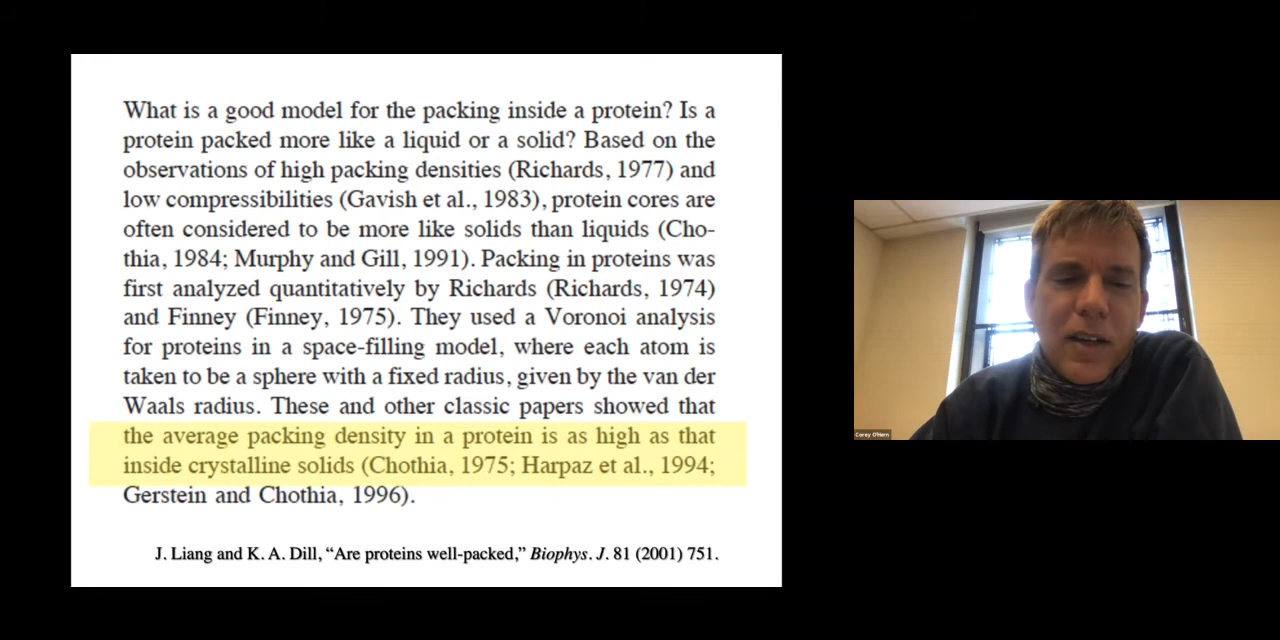 What is a good model for the packing inside a protein? Is a
protein packed more like a liquid or a solid? Based on the
observations of high packing densities (Richards, 1977) and
low compressibilities (Gavish et al., 1983), protein cores are
often considered to be more like solids than liquids (Cho-
thia, 1984; Murphy and Gill, 1991). Packing in proteins was
first analyzed quantitatively by Richards (Richards, 1974)
and Finney (Finney, 1975). They used a Voronoi analysis
for proteins in a space-filling model, where each atom is
taken to be a sphere with a fixed radius, given by the van der
Waals radius. These and other classic papers showed that
the average packing density in a protein is as high as that
inside crystalline solids (Chothia, 1975; Harpaz et al., 1994;
Gerstein and Chothia, 1996).
J. Liang and K. A. Dill, “Are proteins well-packed,” Biophys. J. 81 (2001) 751.
Corey O'Hern